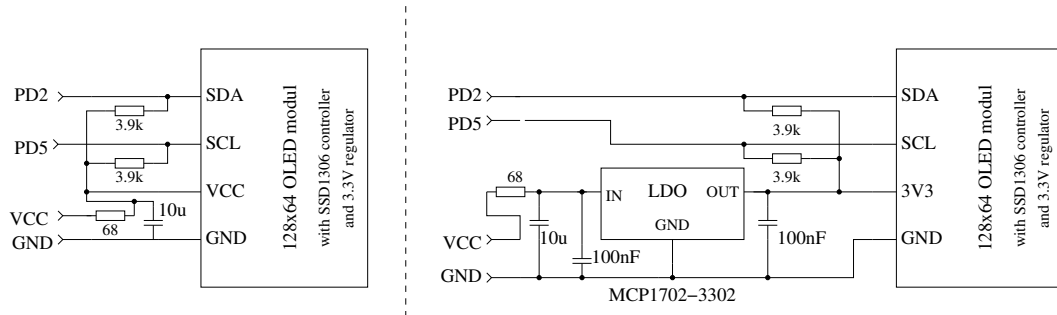 PD2
SDA
3.9k
PD5
SCL
3.9k
VCC
VCC
68
10u
GND
GND
128x64 OLED modul
with SSD1306 controller
and 3.3V regulator
PD2
SDA
PD5
3.9k
SCL
3.9k
68
IN
LDO
OUT
3V3
GND
VCC
10u
100nF
100nF
GND
GND
MCP1702−3302
128x64 OLED modul
with SSD1306 controller
and 3.3V regulator